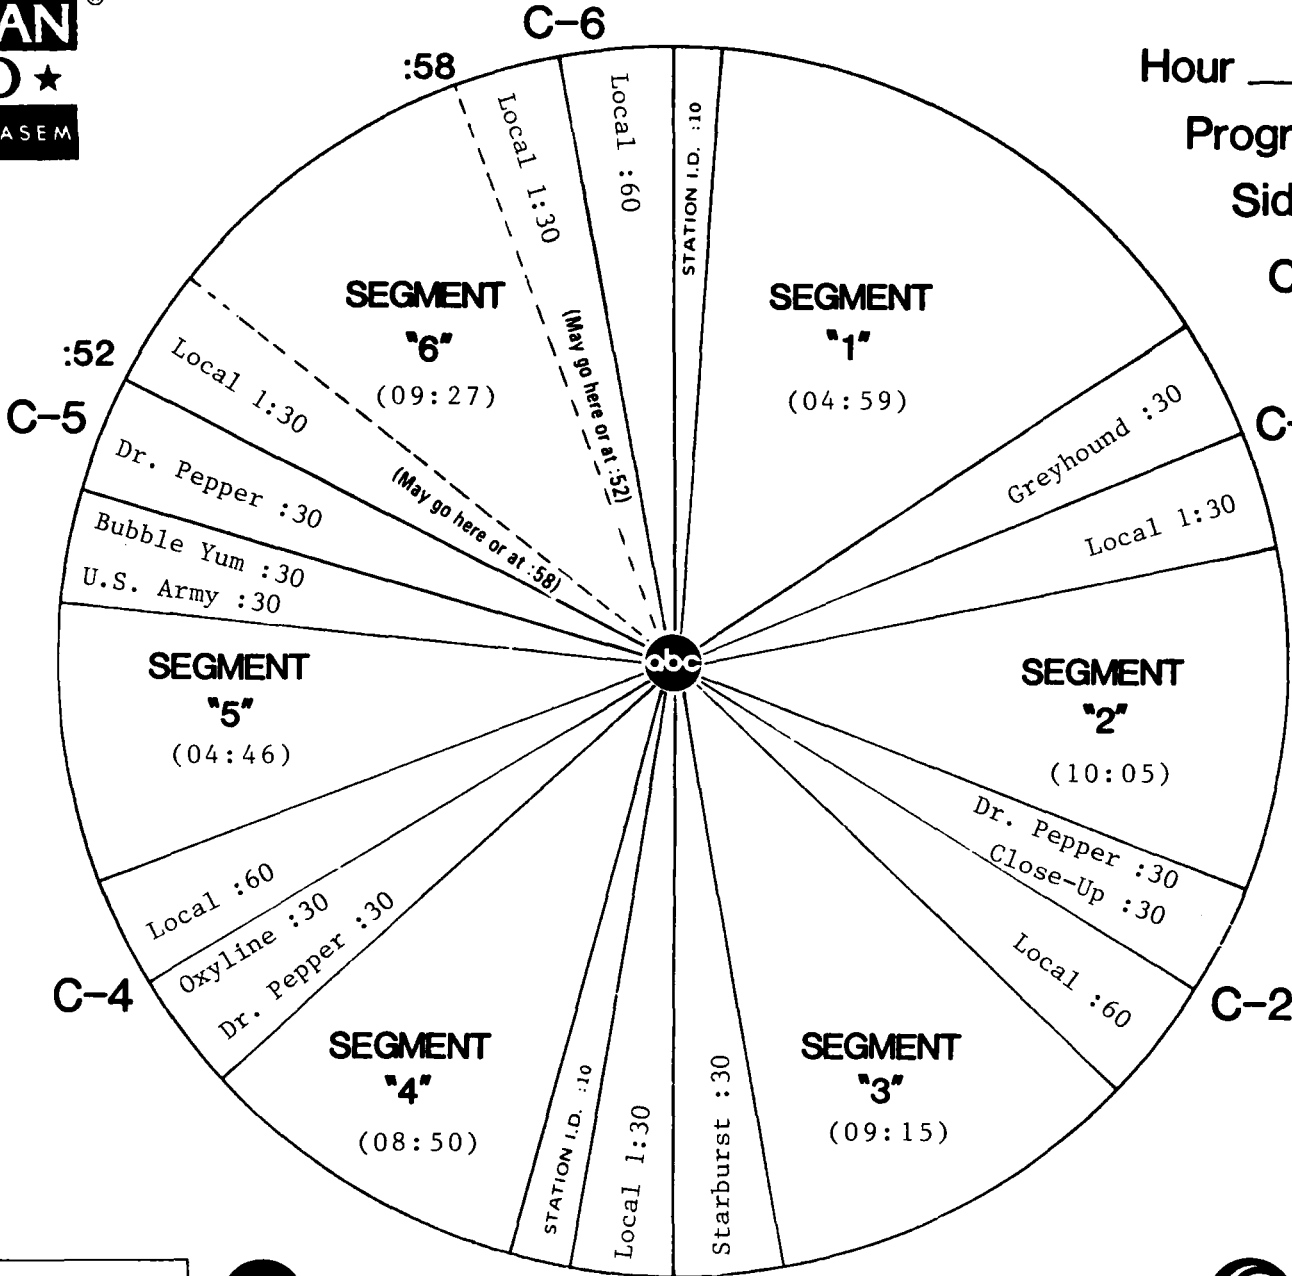 AN
®
ASEM
Hour
C-6
:58
Local 1:30
(May go here or at :52)
Local :60
STATION I.D. :10
SEGMENT
"1"
(04:59)
Greyhound :30
Local 1:30
SEGMENT
"2"
(10:05)
Dr. Pepper :30
Close-Up :30
C-2
Local :60
SEGMENT
"3"
(09:15)
Starburst :30
Local 1:30
STATION I.D. :10
SEGMENT
"4"
(08:50)
Dr. Pepper :30
Oxyline :30
C-4
Local :60
SEGMENT
"5"
(04:46)
U.S. Army :30
Bubble Yum :30
Dr. Pepper :30
C-5
:52
Local 1:30
(May go here or at :58)
SEGMENT
"6"
(09:27)
abc